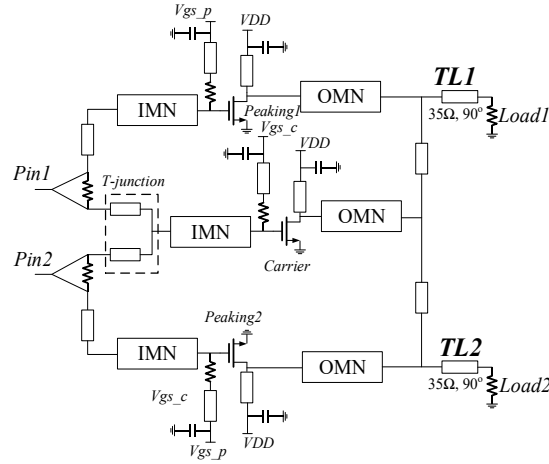 Vgs_p
VDD
TL1
IMN
OMN
Peaking1
35Ω, 90°
Load1
Vgs_c
VDD
Pin1
T-junction
IMN
OMN
Pin2
Carrier
Peaking2
TL2
IMN
OMN
35Ω, 90°
Load2
Vgs_c
VDD
Vgs_p